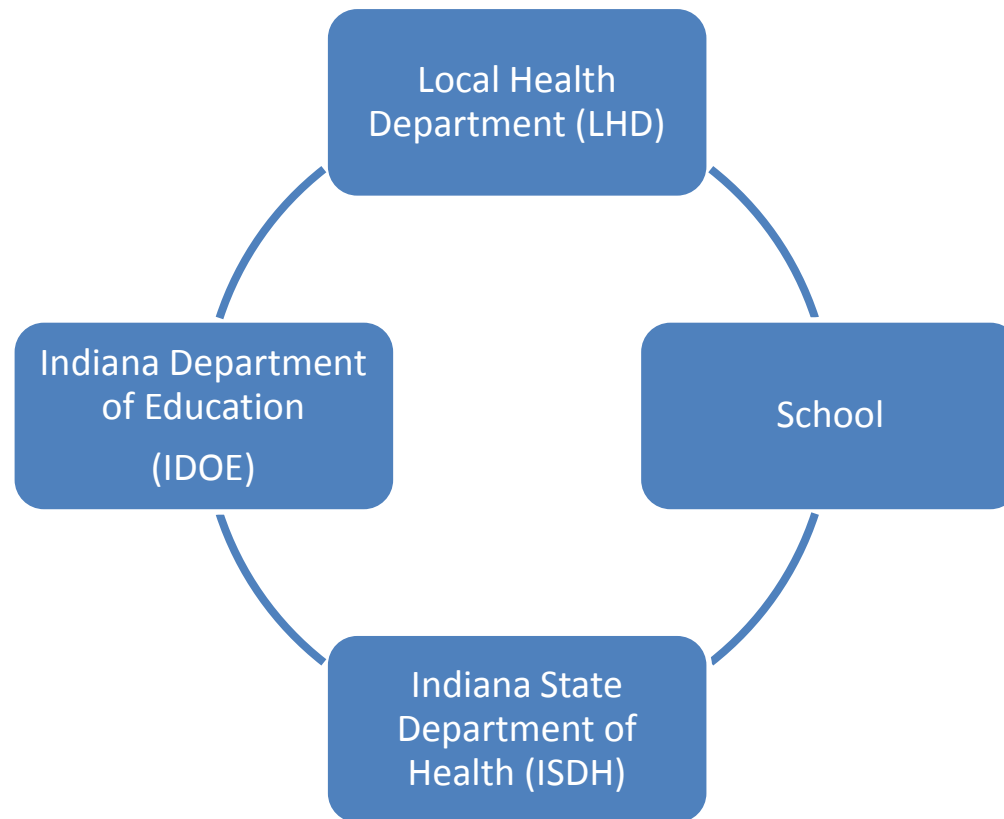 Local Health
Department (LHD)
Indiana Department
of Education
(IDOE)
School
Indiana State
Department of
Health (ISDH)